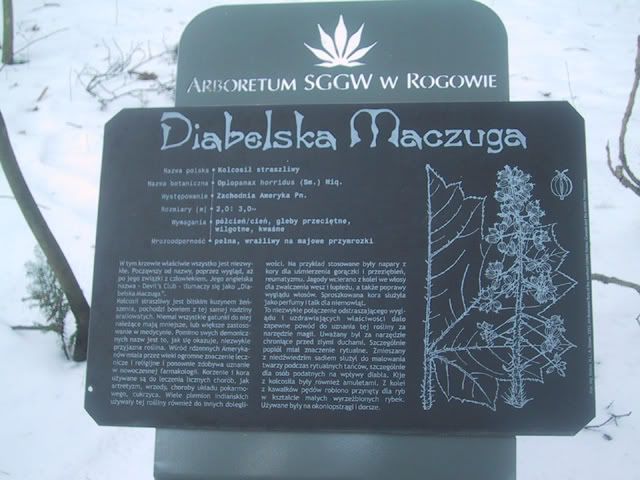 Arboretum SGGW w Rogowie
Diabelska Maczuga
Nazwa polska • Kolcosił straszliwy
Nazwa botaniczna • Oplopanax horridus (Sm.) Miq.
Występowanie • Zzchodnia Ameryka Pn.
Rozmiary [m] • 2,0: 3,0~
Wymagania • półcień/cień, gleby przeciętne,
wilgotne, kwaśne
Mrozoodporność • pełna, wrażliwy na majowe przymrozki
W tym krzewie właściwie wszystko jest niezwy-
kłe. Począwszy od nazwy, poprzez wygląd, aż
po jego związki z człowiekiem. Jego angielska
nazwa - Devil's Club - tłumaczy się jako „Dia-
belska Maczuga".
Kolcosił straszliwy jest bliskim kuzynem żeń-
szenia, pochodzi bowiem z tej samej rodziny
araliowatych. Niemal wszystkie gatunki do niej
należące mają mniejsze, lub większe zastoso-
wanie w medycynie. Pomimo swych demonicz-
nych nazw jest to, jak się okazuje, niezwykle
przyjazna roślina. Wśród rdzennych Ameryka-
nów miała przez wieki ogromne znaczenie leczni-
cze i religijne i ponownie zdobywa uznanie
w nowoczesnej farmakologii. Korzenie i kora
używane są do leczenia licznych chorób, jak
artretyzm, wrzody, choroby układu pokarmo-
wego, cukrzyca. Wiele plemion indiańskich
używały tej rośliny również do innych dolegli-
wości. Na przykład stosowane były napary z
kory dla uśmierzenia gorączki i przeziębień,
reumatyzmu. Jagody wcierano z kolei we włosy
dla zwalczenia wesz i łupieżu, a także poprawy
wyglądu włosów. Sproszkowana kora służyła
jako perfumy i talk dla niemowląt.
To niezwykłe połączenie odstraszającego wyglą-
du i uzdrawiających właściwości dało
zapewne powód do uznania tej rośliny za
narzędzie magii. Uważany był za narzędzie
chroniące przed złymi duchami. Szczególnie
popiół miał znaczenie rytualne. Zmieszany
z niedźwiedzim sadłem służył do malowania
twarzy podczas rytualnych tańców, szczególnie
dla osób podatnych na wpływy diabła. Kije
z kolcosiła były również amuletami. Z kolei
z kawałków pędów robiono przynęty dla ryb
w kształcie małych wyrzeźbionych rybek.
Używane były na okoniopstrągi i dorsze.